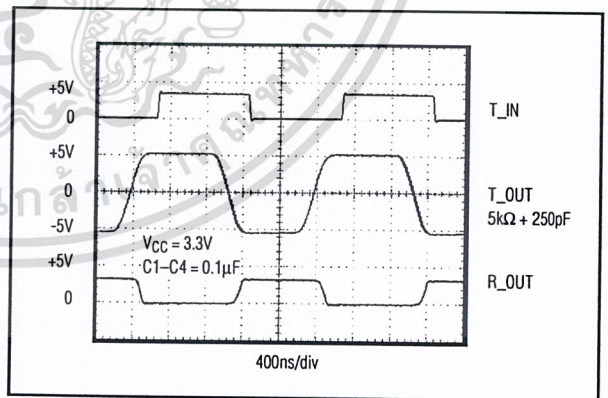 +5V
0
T_IN
+5V
0
-5V
T_OUT
5kΩ + 250pF
VCC = 3.3V
C1–C4 = 0.1µF
+5V
0
R_OUT
400ns/div